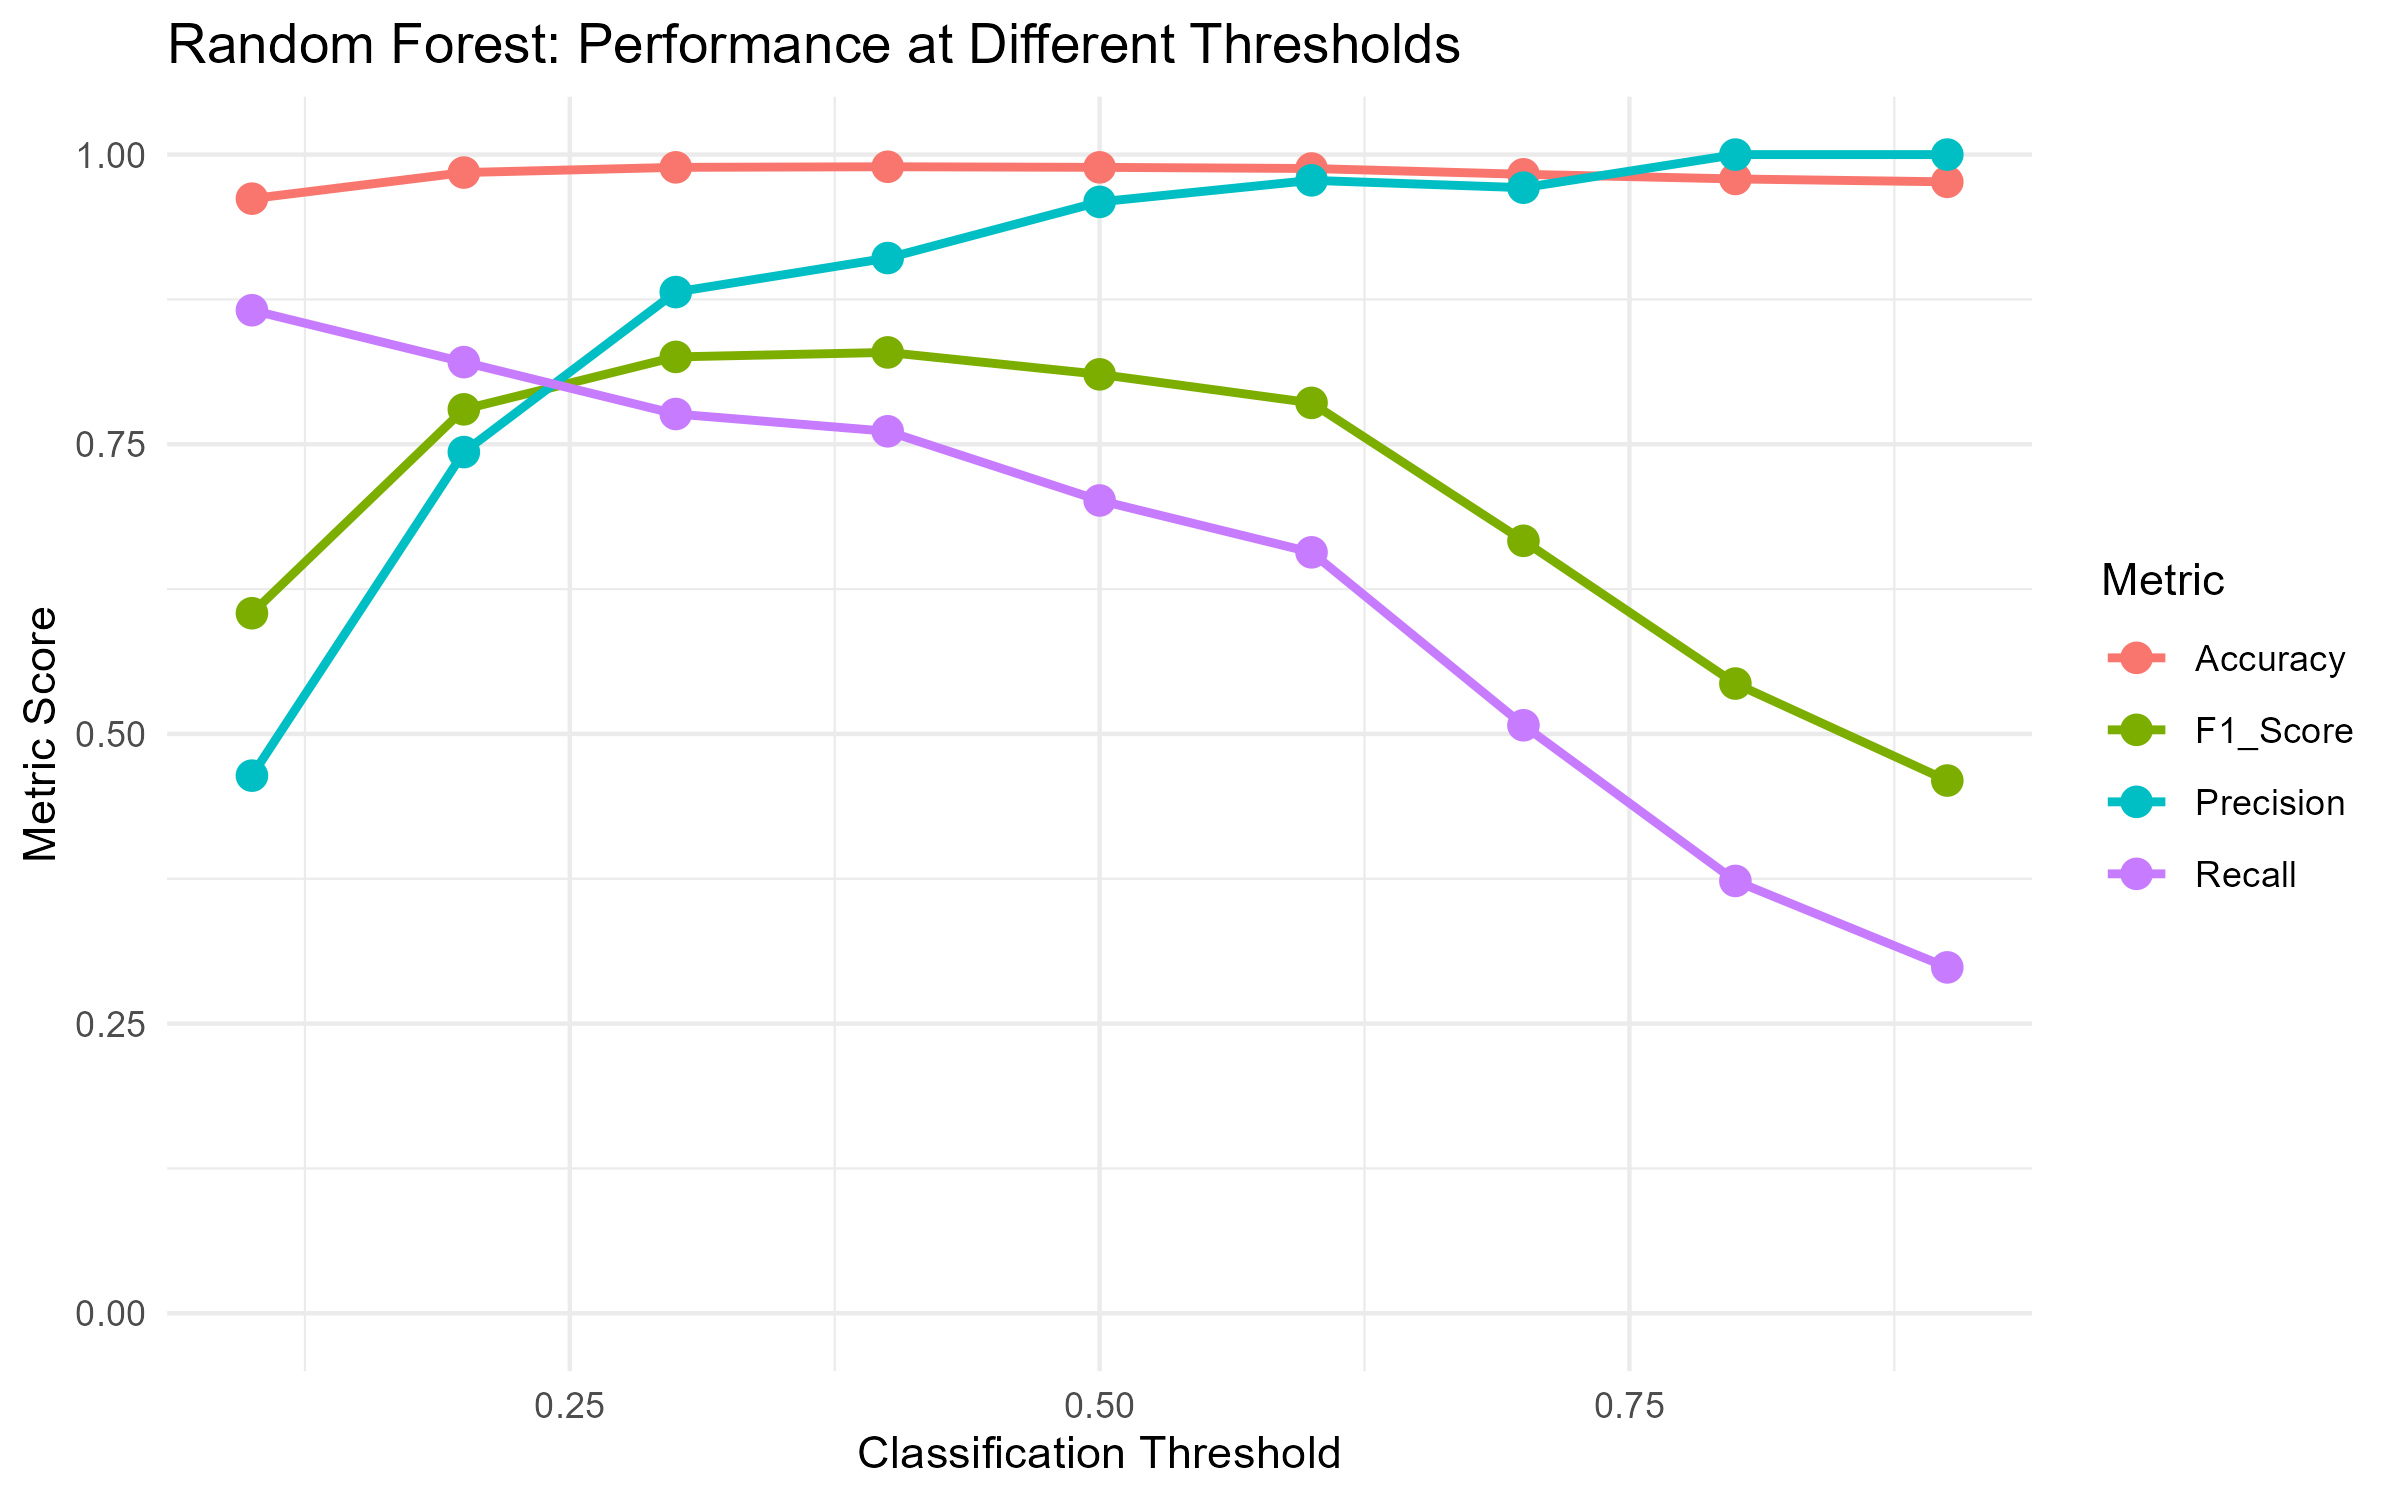 Random Forest: Performance at Different Thresholds
1.00
0.75
0.50
0.25
0.00
Metric Score
0.25
0.50
0.75
Classification Threshold
Metric
Accuracy
F1_Score
Precision
Recall